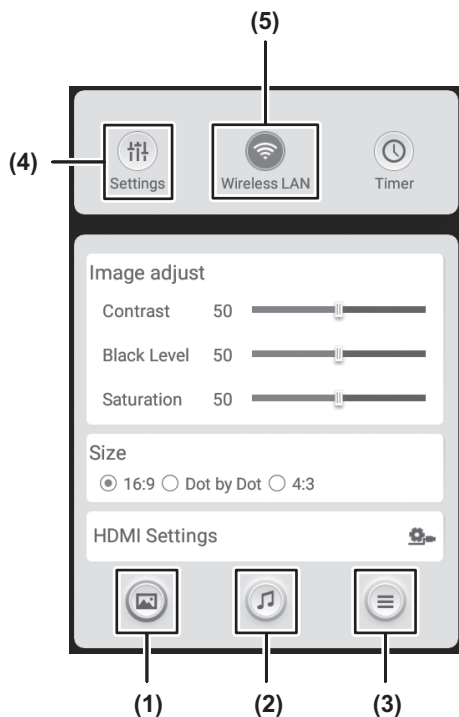 (5)
(4)
Settings Wireless LAN Timer
Image adjust
Contrast 50
Black Level 50
Saturation 50
Size
16:9 Dot by Dot 4:3
HDMI Settings
(1) (2) (3)